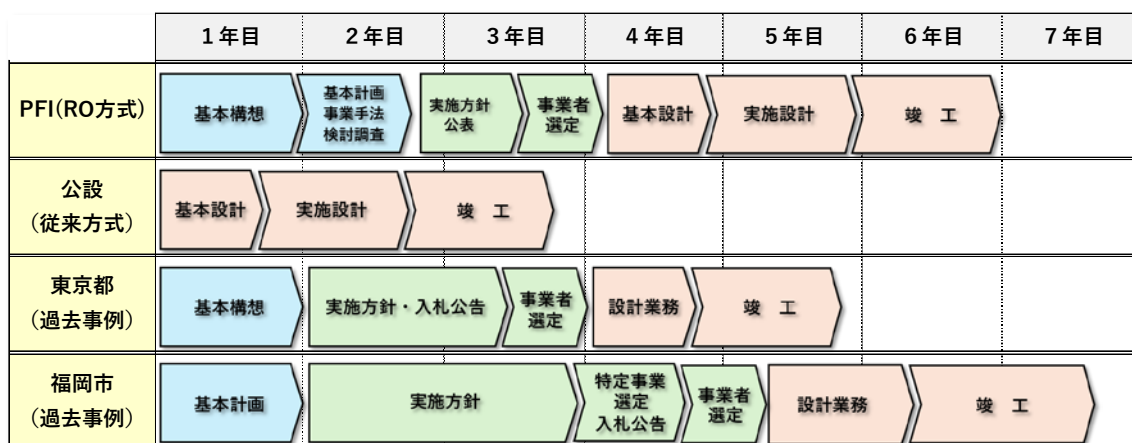 1年目 2年目 3年目 4年目 5年目 6年目 7年目
PFI(RO方式)
基本構想
基本計画
事業手法
検討調査
実施方針
公表
事業者
選定
基本設計
実施設計
竣 工
公設
(従来方式)
基本設計
実施設計
竣 工
東京都
(過去事例)
基本構想
実施方針・入札公告
事業者
選定
設計業務
竣 工
福岡市
(過去事例)
基本計画
実施方針
特定事業
選定
入札公告
事業者
選定
設計業務
竣 工